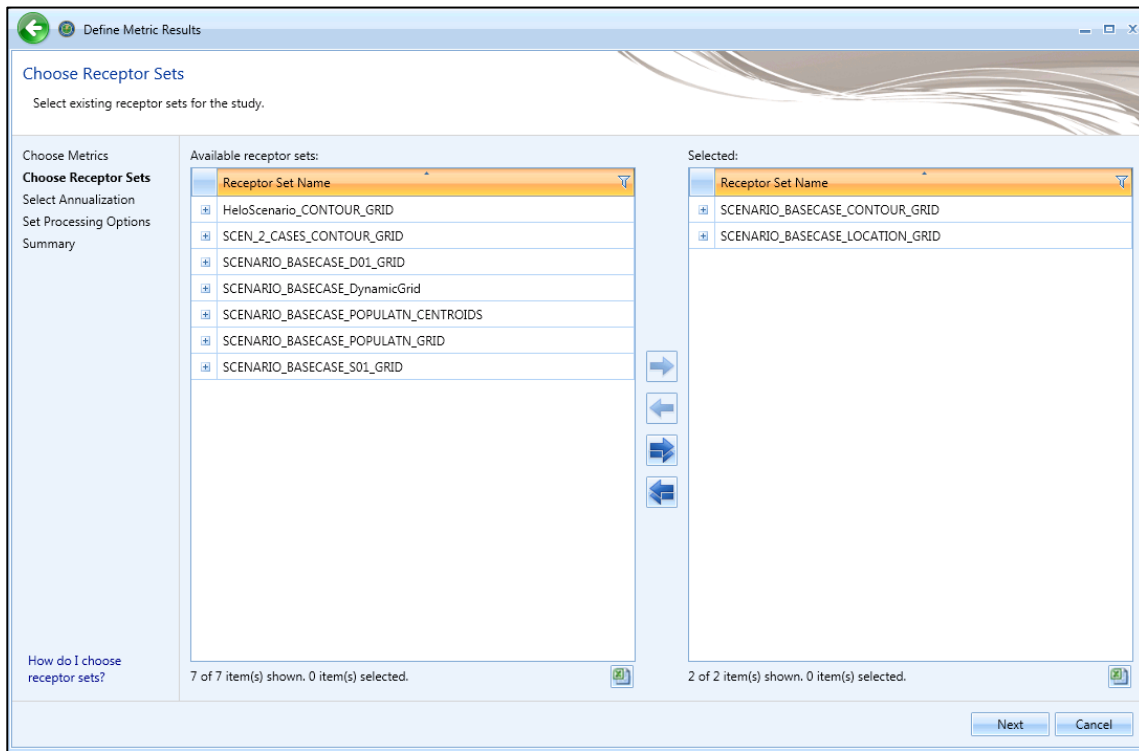 Define Metric Results
Choose Receptor Sets
Select existing receptor sets for the study.
Choose Metrics
Choose Receptor Sets
Select Annualization
Set Processing Options
Summary
How do I choose
receptor sets?
Available receptor sets:
Receptor Set Name
HeloScenario_CONTOUR_GRID
SCEN_2_CASES_CONTOUR_GRID
SCENARIO_BASECASE_D01_GRID
SCENARIO_BASECASE_DynamicGrid
SCENARIO_BASECASE_POPULATN_CENTROIDS
SCENARIO_BASECASE_POPULATN_GRID
SCENARIO_BASECASE_S01_GRID
7 of 7 item(s) shown. 0 item(s) selected.
Selected:
Receptor Set Name
SCENARIO_BASECASE_CONTOUR_GRID
SCENARIO_BASECASE_LOCATION_GRID
2 of 2 item(s) shown. 0 item(s) selected.
Next
Cancel